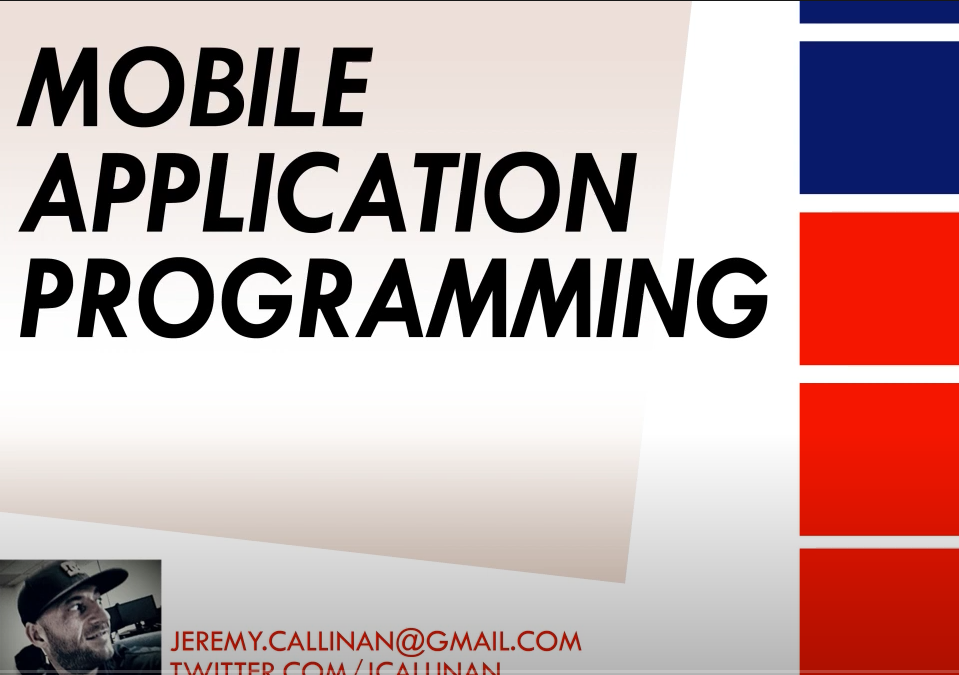 MOBILE
APPLICATION
PROGRAMMING
JEREMY.CALLINAN@GMAIL.COM
TWITTER.COM/JCALLINAN